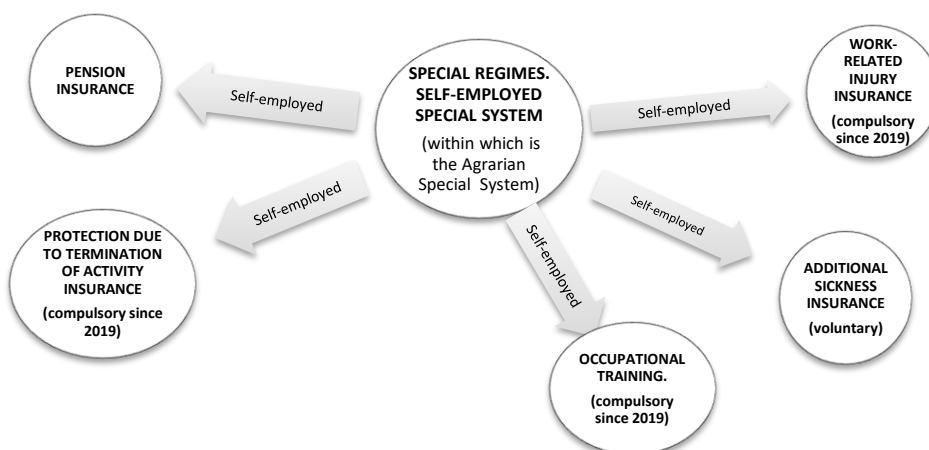 PENSION
INSURANCE
Self-employed
SPECIAL REGIMES.
SELF-EMPLOYED
SPECIAL SYSTEM
(within which is
the Agrarian
Special System)
Self-employed
WORK-
RELATED
INJURY
INSURANCE
(compulsory
since 2019)
Self-employed
PROTECTION DUE
TO TERMINATION
OF ACTIVITY
INSURANCE
(compulsory since
2019)
Self-employed
OCCUPATIONAL
TRAINING.
(compulsory
since 2019)
Self-employed
ADDITIONAL
SICKNESS
INSURANCE
(voluntary)